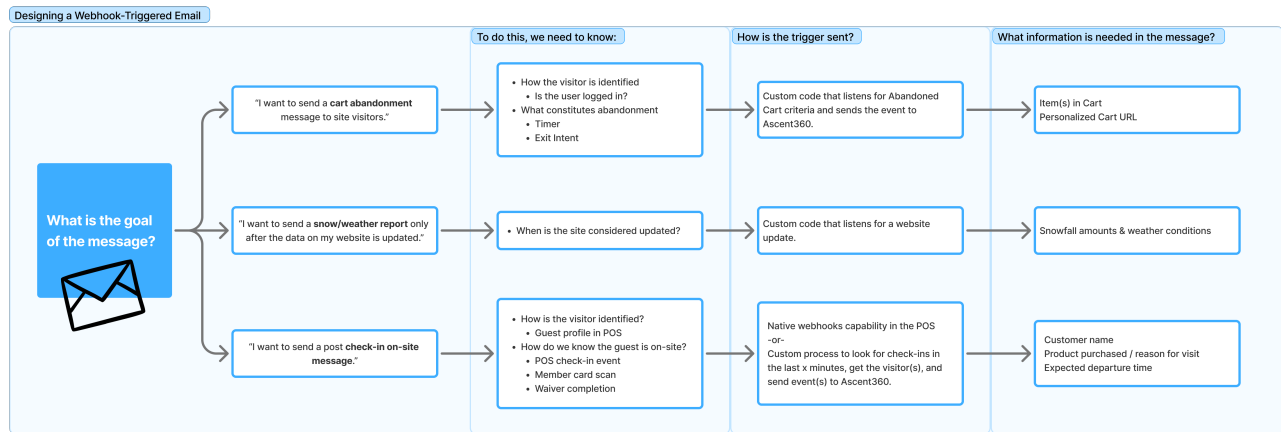 Designing a Webhook-Triggered Email
To do this, we need to know:
How is the trigger sent?
What information is needed in the message?
What is the goal
of the message?
“I want to send a cart abandonment
message to site visitors.”
• How the visitor is identified
• Is the user logged in?
• What constitutes abandonment
• Timer
• Exit Intent
Custom code that listens for Abandoned
Cart criteria and sends the event to
Ascent360.
Item(s) in Cart
Personalized Cart URL
“I want to send a snow/weather report only
after the data on my website is updated.”
• When is the site considered updated?
Custom code that listens for a website
update.
Snowfall amounts & weather conditions
“I want to send a post check-in on-site
message.”
• How is the visitor identified?
• Guest profile in POS
• How do we know the guest is on-site?
• POS check-in event
• Member card scan
• Waiver completion
Native webhooks capability in the POS
-or-
Custom process to look for check-ins in
the last x minutes, get the visitor(s), and
send event(s) to Ascent360.
Customer name
Product purchased / reason for visit
Expected departure time